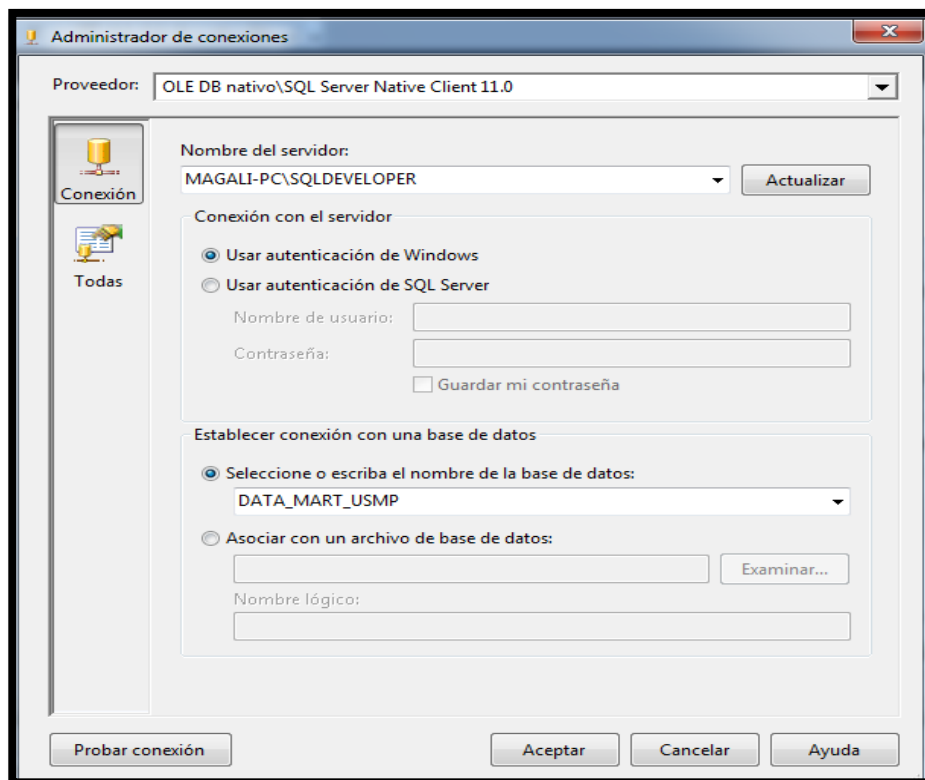 Administrador de conexiones
Proveedor: OLE DB nativo\SQL Server Native Client 11.0
Conexión
Todas
Nombre del servidor:
MAGALI-PC\SQLDEVELOPER Actualizar
Conexión con el servidor
Usar autenticación de Windows
Usar autenticación de SQL Server
Nombre de usuario:
Contraseña:
Guardar mi contraseña
Establecer conexión con una base de datos
Seleccione o escriba el nombre de la base de datos:
DATA_MART_USMP
Asociar con un archivo de base de datos:
Examinar...
Nombre lógico:
Probar conexión Aceptar Cancelar Ayuda